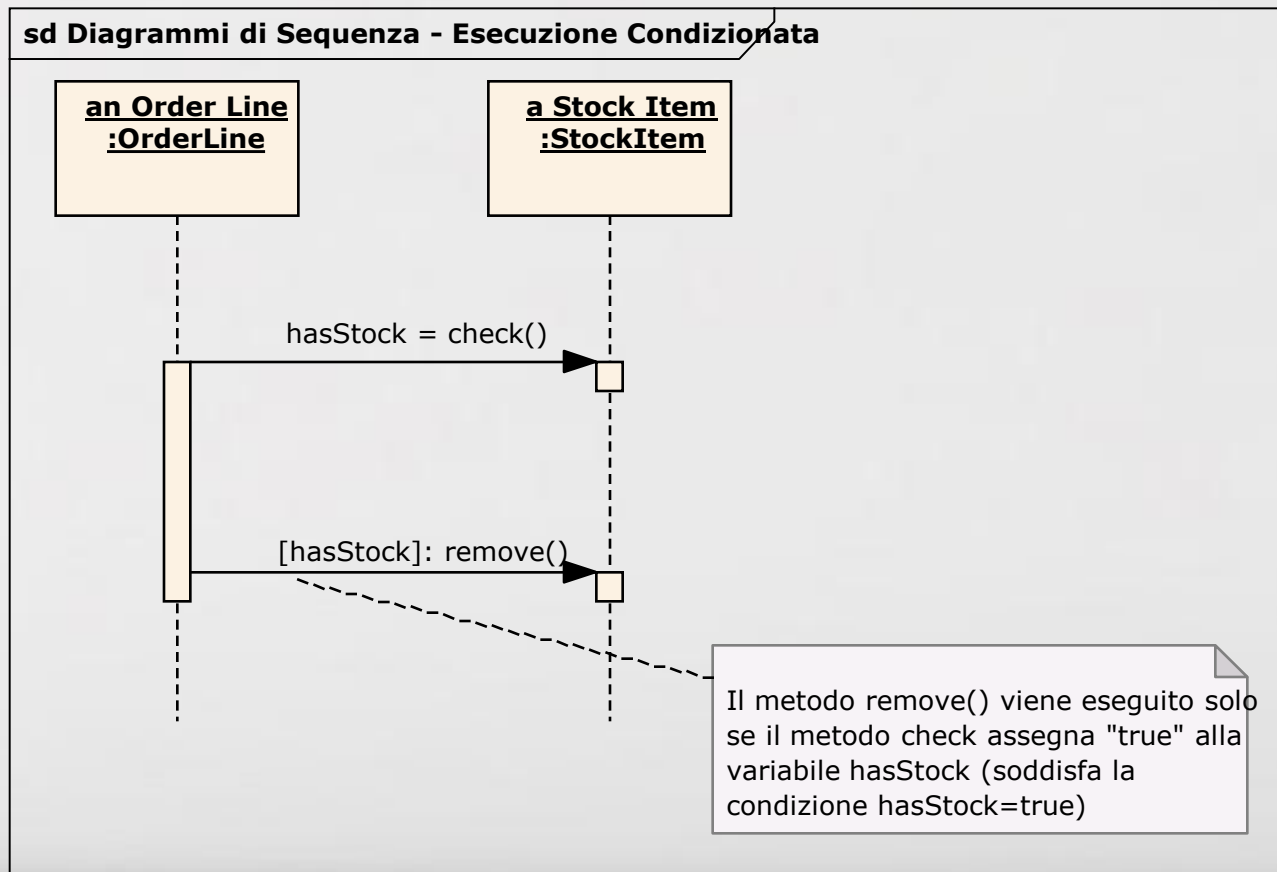 sd Diagrammi di Sequenza - Esecuzione Condizionata
an Order Line
:OrderLine
a Stock Item
:StockItem
hasStock = check()
[hasStock]: remove()
Il metodo remove() viene eseguito solo
se il metodo check assegna "true" alla
variabile hasStock (soddisfa la
condizione hasStock=true)